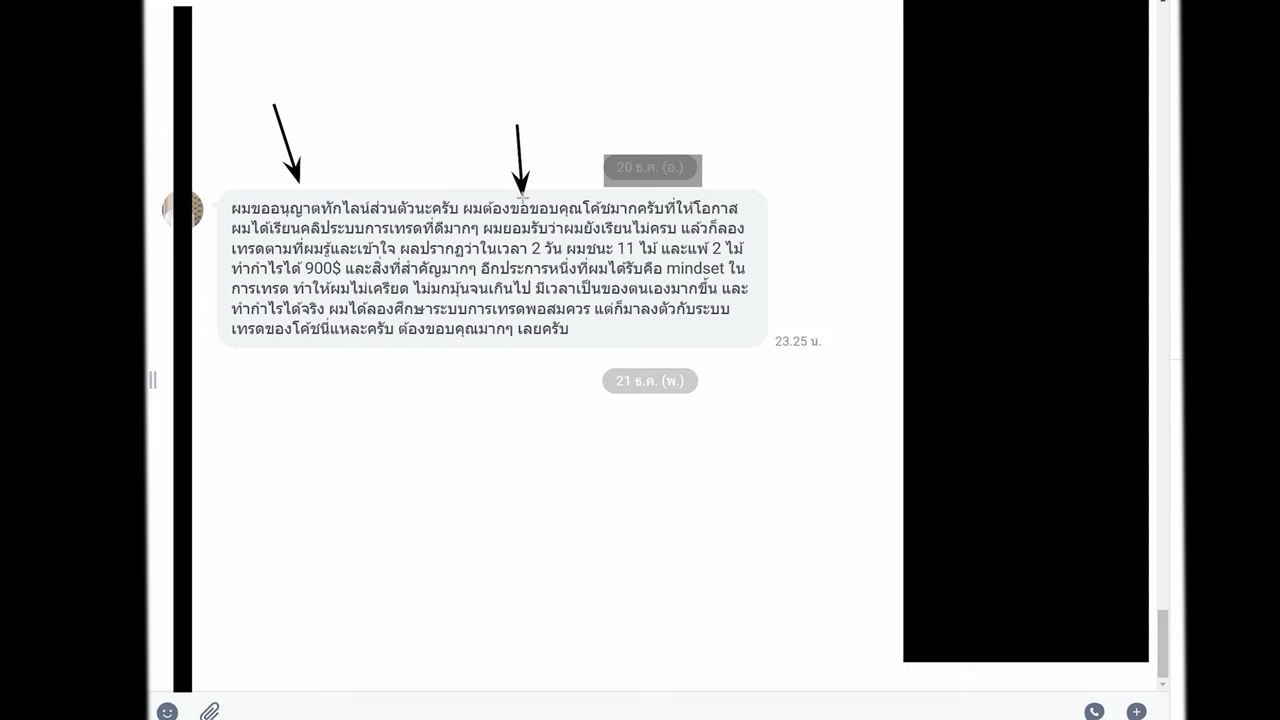 20 ธ.ค. (อ.)
ผมขออนุญาตทักไลน์ส่วนตัวนะครับ ผมต้องขอขอบคุณโค้ชมากครับที่ให้โอกาส
ผมได้เรียนคลิประบบการเทรดที่ดีมากๆ ผมยอมรับว่าผมยังเรียนไม่ครบ แล้วก็ลอง
เทรดตามที่ผมรู้และเข้าใจ ผลปรากฏว่าในเวลา 2 วัน ผมชนะ 11 ไม้ และแพ้ 2 ไม้
ทำกำไรได้ 900$ และสิ่งที่สำคัญมากๆ อีกประการหนึ่งที่ผมได้รับคือ mindset ใน
การเทรด ทำให้ผมไม่เครียด ไม่มกมุ้นจนเกินไป มีเวลาเป็นของตนเองมากขึ้น และ
ทำกำไรได้จริง ผมได้ลองศึกษาระบบการเทรดพอสมควร แต่ก็มาลงตัวกับระบบ
เทรดของโค้ชนี่แหละครับ ต้องขอบคุณมากๆ เลยครับ
23.25 น.
21 ธ.ค. (พ.)